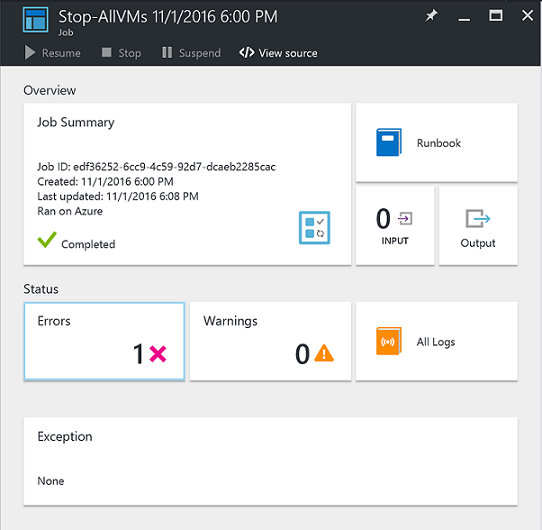 Stop-AllVMs 11/1/2016 6:00 PM
Job
Resume Stop Suspend </> View source
Overview
Job Summary
Job ID: edf36252-6cc9-4c59-92d7-dcaeb2285cac
Created: 11/1/2016 6:00 PM
Last updated: 11/1/2016 6:08 PM
Ran on Azure
Completed
Runbook
0
INPUT
Output
Status
Errors
1
Warnings
0
All Logs
Exception
None